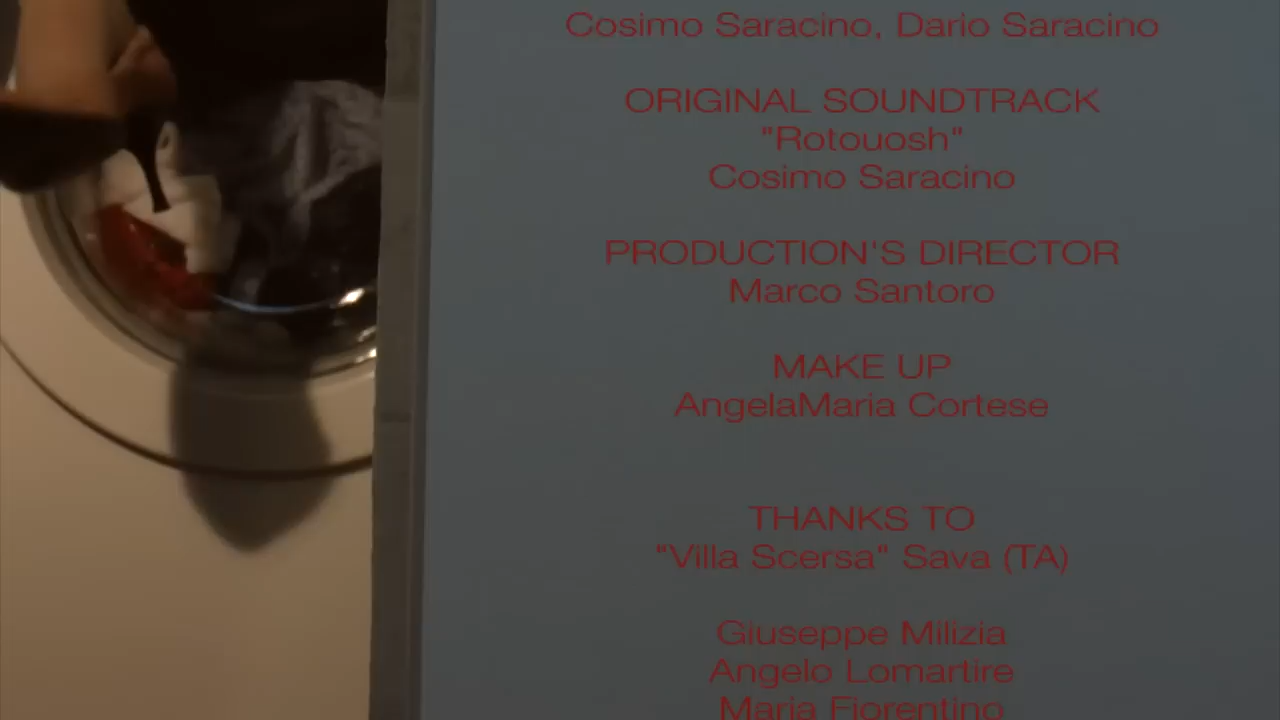 Cosimo Saracino, Dario Saracino
ORIGINAL SOUNDTRACK
"Rotouosh"
Cosimo Saracino
PRODUCTION'S DIRECTOR
Marco Santoro
MAKE UP
AngelaMaria Cortese
THANKS TO
"Villa Scersa" Sava (TA)
Giuseppe Milizia
Angelo Lomartire
Maria Fiorentino